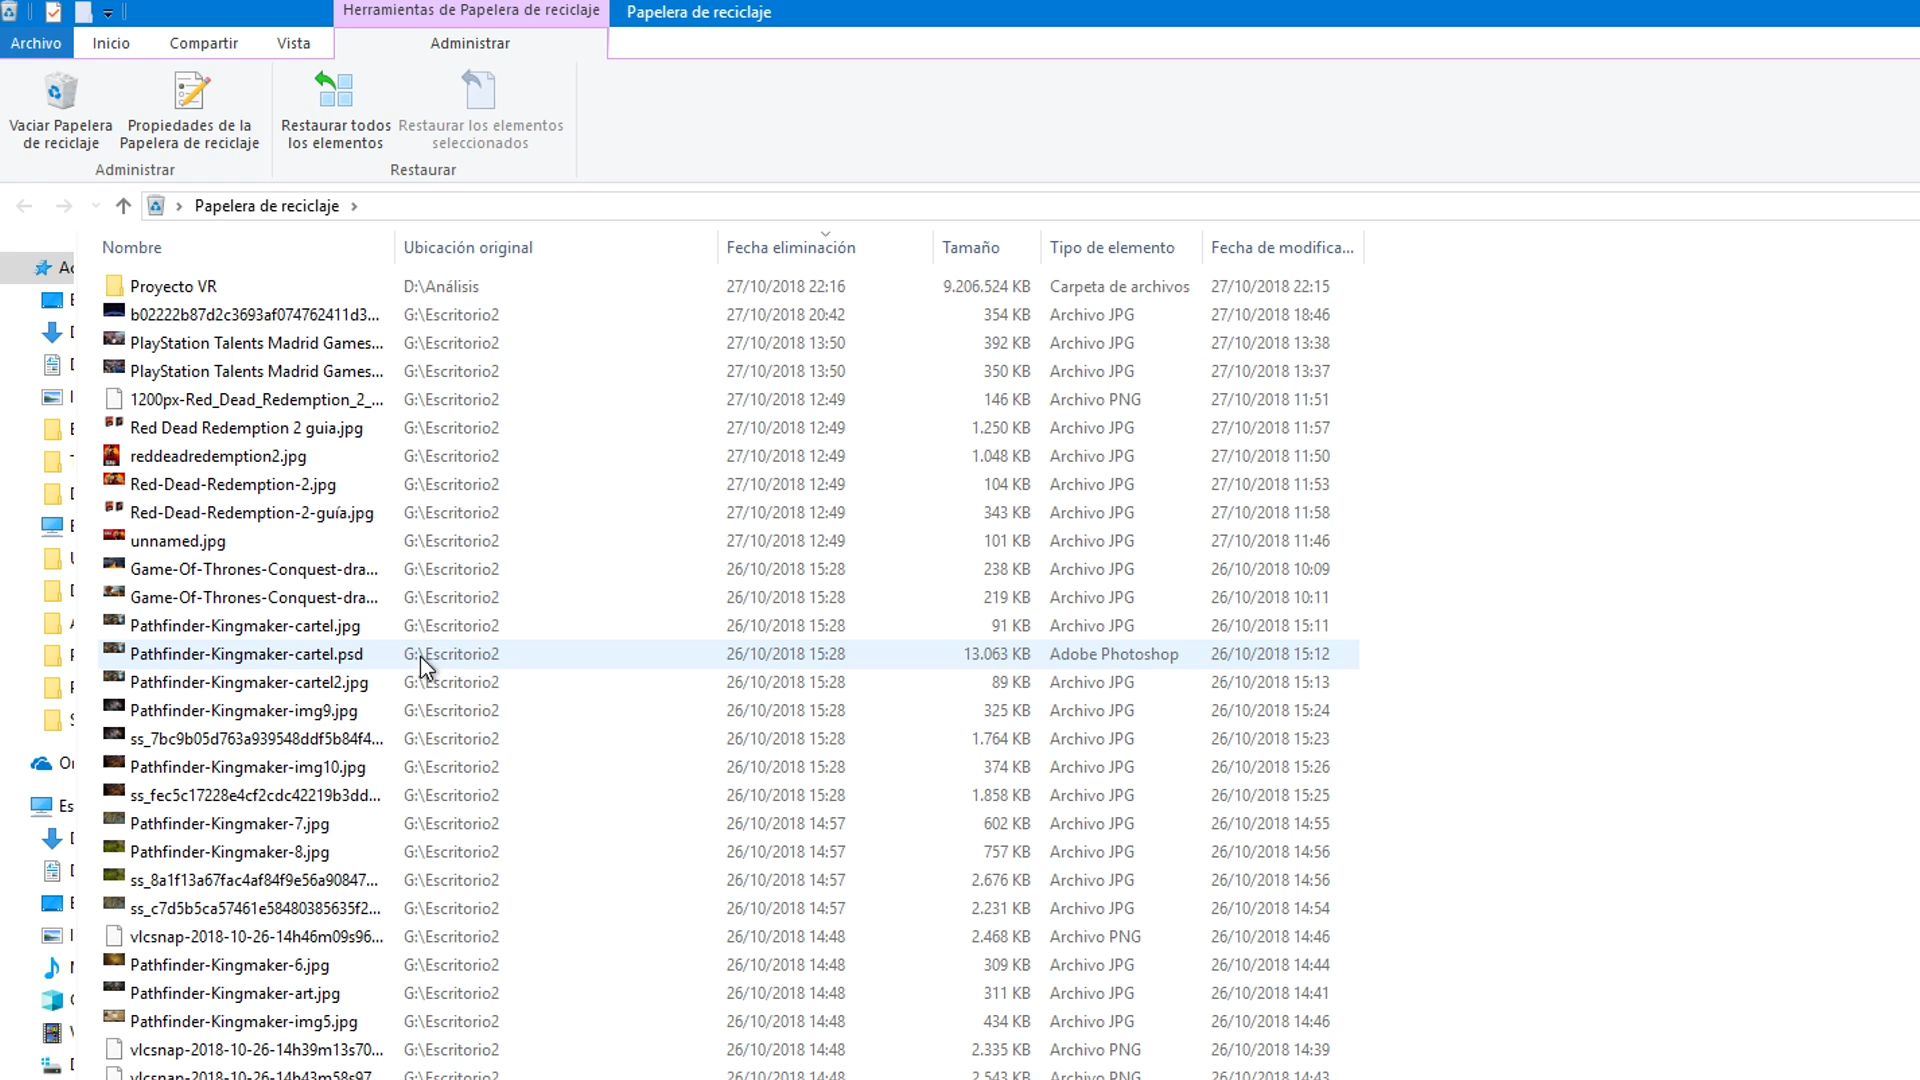 Herramientas de Papelera de reciclaje Papelera de reciclaje
Archivo Inicio Compartir Vista Administrar
Vaciar Papelera de reciclaje
Propiedades de la Papelera de reciclaje
Restaurar todos los elementos
Restaurar los elementos seleccionados
Administrar Restaurar
Papelera de reciclaje
Nombre Ubicación original Fecha eliminación Tamaño Tipo de elemento Fecha de modifica...
Proyecto VR D:\Análisis 27/10/2018 22:16 9.206.524 KB Carpeta de archivos 27/10/2018 22:15
b02222b87d2c3693af074762411d3... G:\Escritorio2 27/10/2018 20:42 354 KB Archivo JPG 27/10/2018 18:46
PlayStation Talents Madrid Games... G:\Escritorio2 27/10/2018 13:50 392 KB Archivo JPG 27/10/2018 13:38
PlayStation Talents Madrid Games... G:\Escritorio2 27/10/2018 13:50 350 KB Archivo JPG 27/10/2018 13:37
1200px-Red_Dead_Redemption_2_... G:\Escritorio2 27/10/2018 12:49 146 KB Archivo PNG 27/10/2018 11:51
Red Dead Redemption 2 guia.jpg G:\Escritorio2 27/10/2018 12:49 1.250 KB Archivo JPG 27/10/2018 11:57
reddeadredemption2.jpg G:\Escritorio2 27/10/2018 12:49 1.048 KB Archivo JPG 27/10/2018 11:50
Red-Dead-Redemption-2.jpg G:\Escritorio2 27/10/2018 12:49 104 KB Archivo JPG 27/10/2018 11:53
Red-Dead-Redemption-2-guía.jpg G:\Escritorio2 27/10/2018 12:49 343 KB Archivo JPG 27/10/2018 11:58
unnamed.jpg G:\Escritorio2 27/10/2018 12:49 101 KB Archivo JPG 27/10/2018 11:46
Game-Of-Thrones-Conquest-dra... G:\Escritorio2 26/10/2018 15:28 238 KB Archivo JPG 26/10/2018 10:09
Game-Of-Thrones-Conquest-dra... G:\Escritorio2 26/10/2018 15:28 219 KB Archivo JPG 26/10/2018 10:11
Pathfinder-Kingmaker-cartel.jpg G:\Escritorio2 26/10/2018 15:28 91 KB Archivo JPG 26/10/2018 15:11
Pathfinder-Kingmaker-cartel.psd G:\Escritorio2 26/10/2018 15:28 13.063 KB Adobe Photoshop 26/10/2018 15:12
Pathfinder-Kingmaker-cartel2.jpg G:\Escritorio2 26/10/2018 15:28 89 KB Archivo JPG 26/10/2018 15:13
Pathfinder-Kingmaker-img9.jpg G:\Escritorio2 26/10/2018 15:28 325 KB Archivo JPG 26/10/2018 15:24
ss_7bc9b05d763a939548ddf5b84f4... G:\Escritorio2 26/10/2018 15:28 1.764 KB Archivo JPG 26/10/2018 15:23
Pathfinder-Kingmaker-img10.jpg G:\Escritorio2 26/10/2018 15:28 374 KB Archivo JPG 26/10/2018 15:26
ss_fec5c17228e4cf2cdc42219b3dd... G:\Escritorio2 26/10/2018 15:28 1.858 KB Archivo JPG 26/10/2018 15:25
Pathfinder-Kingmaker-7.jpg G:\Escritorio2 26/10/2018 14:57 602 KB Archivo JPG 26/10/2018 14:55
Pathfinder-Kingmaker-8.jpg G:\Escritorio2 26/10/2018 14:57 757 KB Archivo JPG 26/10/2018 14:56
ss_8a1f13a67fac4af84f9e56a90847... G:\Escritorio2 26/10/2018 14:57 2.676 KB Archivo JPG 26/10/2018 14:56
ss_c7d5b5ca57461e58480385635f2... G:\Escritorio2 26/10/2018 14:57 2.231 KB Archivo JPG 26/10/2018 14:54
vlcsnap-2018-10-26-14h46m09s96... G:\Escritorio2 26/10/2018 14:48 2.468 KB Archivo PNG 26/10/2018 14:46
Pathfinder-Kingmaker-6.jpg G:\Escritorio2 26/10/2018 14:48 309 KB Archivo JPG 26/10/2018 14:44
Pathfinder-Kingmaker-art.jpg G:\Escritorio2 26/10/2018 14:48 311 KB Archivo JPG 26/10/2018 14:41
Pathfinder-Kingmaker-img5.jpg G:\Escritorio2 26/10/2018 14:48 434 KB Archivo JPG 26/10/2018 14:46
vlcsnap-2018-10-26-14h39m13s70... G:\Escritorio2 26/10/2018 14:48 2.335 KB Archivo PNG 26/10/2018 14:39
vlcsnap-2018-10-26-14h43m58s97... G:\Escritorio2 26/10/2018 14:48 2.543 KB Archivo PNG 26/10/2018 14:43